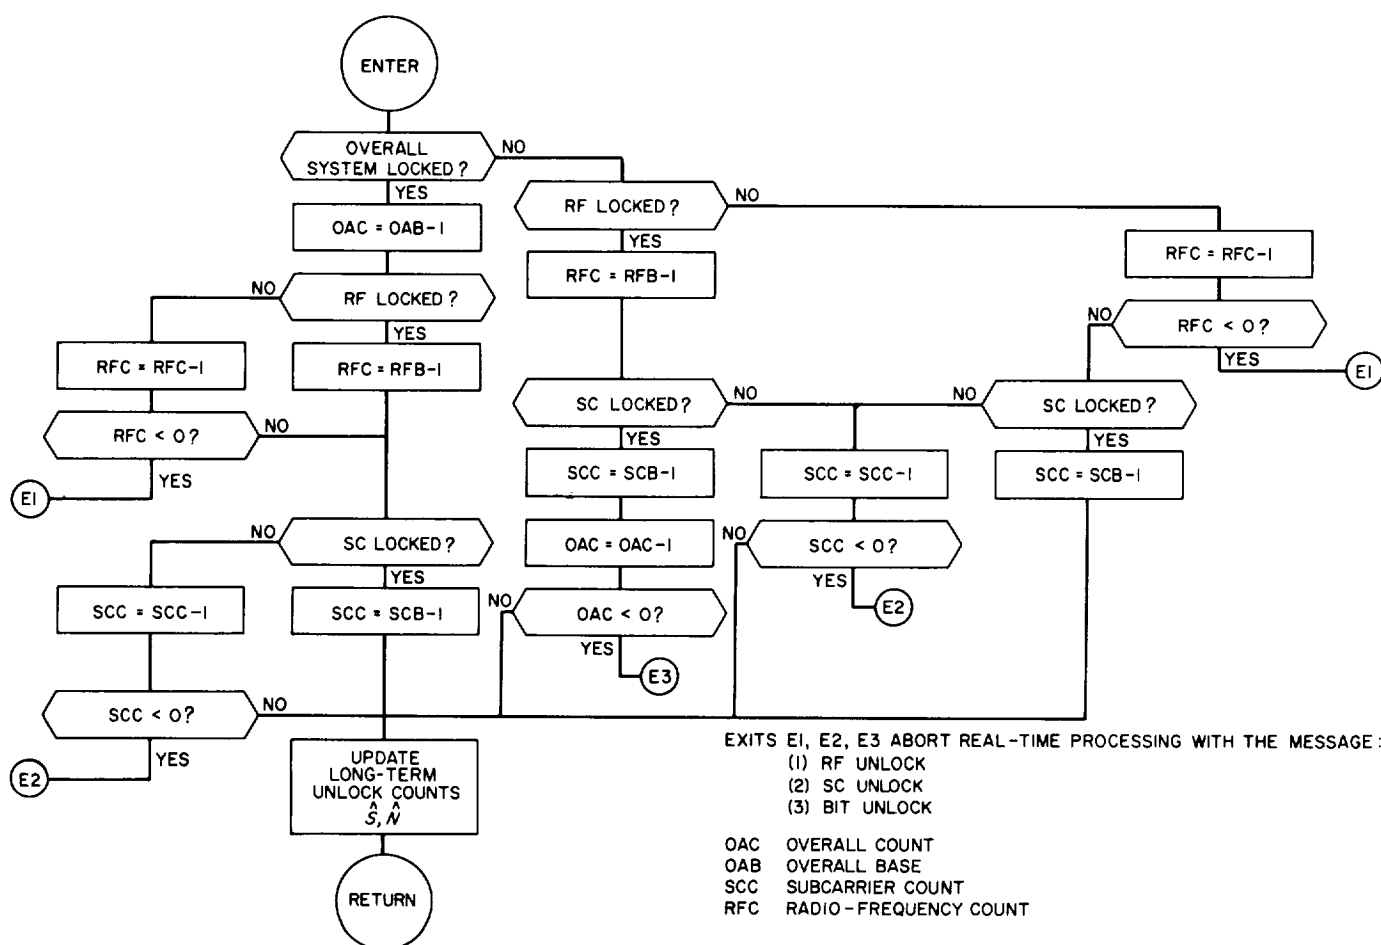 ENTER
OVERALL
SYSTEM LOCKED?
NO
YES
OAC = OAB-1
RF LOCKED?
NO
YES
RFC = RFC-1
RFC = RFB-1
RFC < 0?
NO
YES
E1
SC LOCKED?
NO
YES
SCC = SCC-1
SCC = SCB-1
SCC < 0?
NO
YES
E2
UPDATE
LONG-TERM
UNLOCK COUNTS
Ŝ, N̂
RETURN
RF LOCKED?
NO
YES
RFC = RFB-1
SC LOCKED?
NO
YES
SCC = SCB-1
OAC = OAC-1
OAC < 0?
NO
YES
E3
SCC = SCC-1
SCC < 0?
NO
YES
E2
RFC = RFC-1
RFC < 0?
NO
YES
E1
SC LOCKED?
NO
YES
SCC = SCB-1
EXITS E1, E2, E3 ABORT REAL-TIME PROCESSING WITH THE MESSAGE:
(1) RF UNLOCK
(2) SC UNLOCK
(3) BIT UNLOCK
OAC OVERALL COUNT
OAB OVERALL BASE
SCC SUBCARRIER COUNT
RFC RADIO-FREQUENCY COUNT